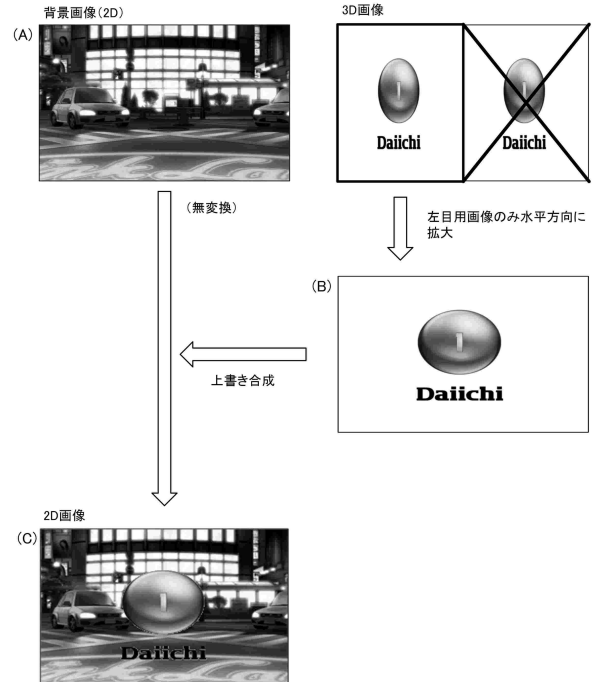 背景画像(2D)
3D画像
(A)
Daiichi
Daiichi
(無変換)
左目用画像のみ水平方向に
拡大
(B)
Daiichi
上書き合成
2D画像
(C)
Daiichi